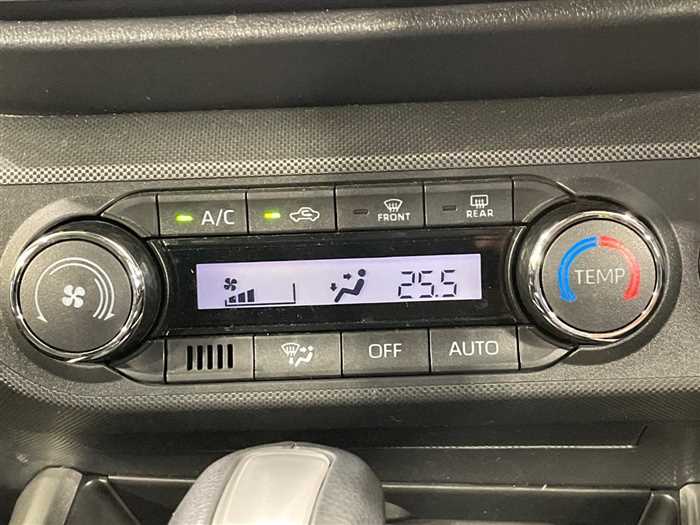 A/C
FRONT
REAR
25.5
TEMP
OFF
AUTO